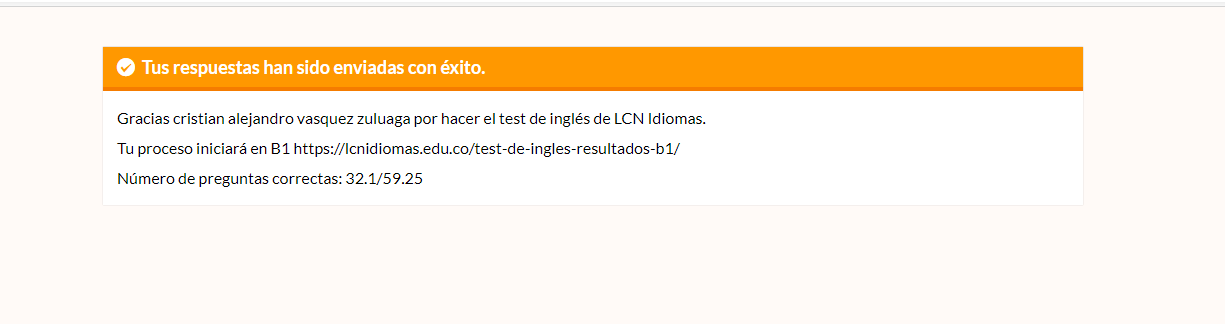 Tus respuestas han sido enviadas con éxito.
Gracias cristian alejandro vasquez zuluaga por hacer el test de inglés de LCN Idiomas.
Tu proceso iniciará en B1 https://lcnidiomas.edu.co/test-de-ingles-resultados-b1/
Número de preguntas correctas: 32.1/59.25